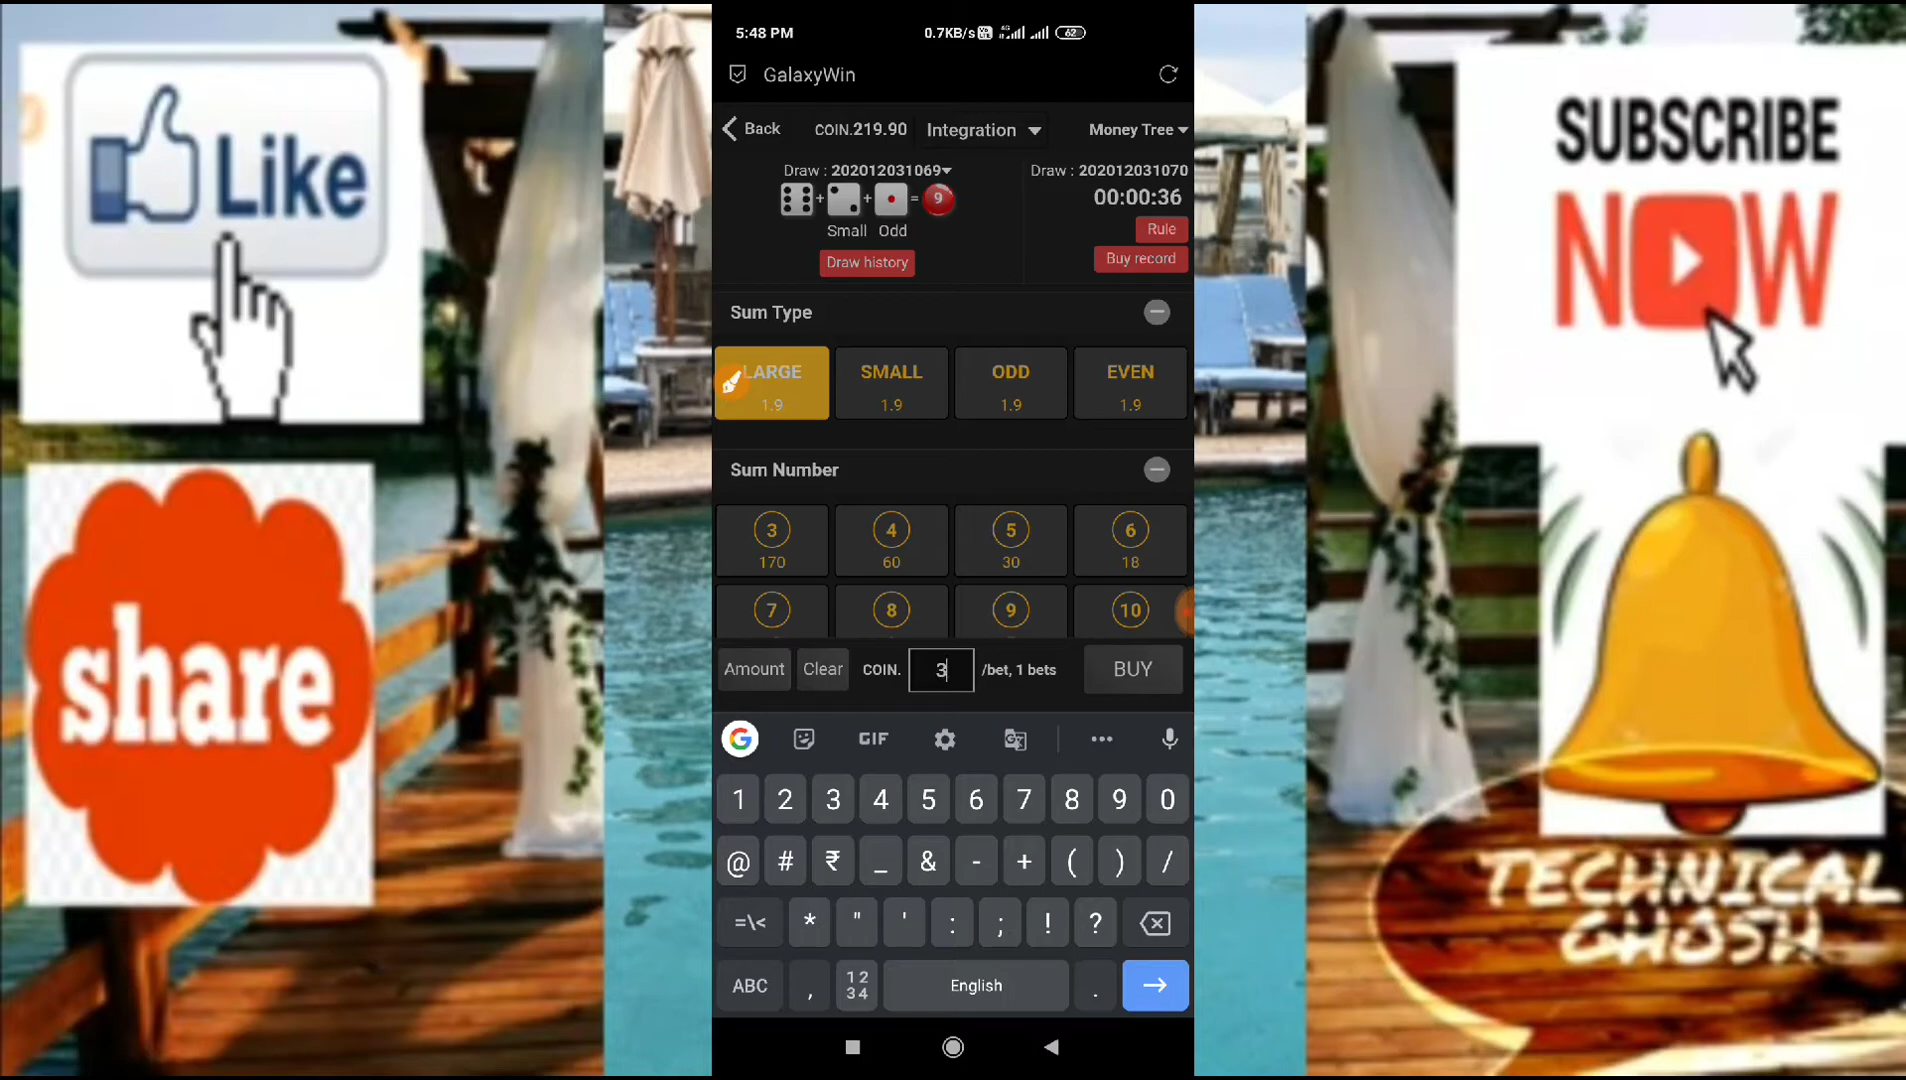 Like
share
5:48 PM
0.7KB/s
4G
62
GalaxyWin
Back
COIN.219.90
Integration
Money Tree
Draw : 202012031069
+ + = 9
Small Odd
Draw history
Draw : 202012031070
00:00:36
Rule
Buy record
Sum Type
LARGE SMALL ODD EVEN
1.9 1.9 1.9 1.9
Sum Number
3 4 5 6
170 60 30 18
7 8 9 10
Amount Clear COIN. 3 /bet, 1 bets BUY
G GIF ...
1 2 3 4 5 6 7 8 9 0
@ # ₹ _ & - + ( ) /
=\< * " ' : ; ! ?
ABC , 12 34 English .
SUBSCRIBE
NOW
TECHNICAL
GHOSH